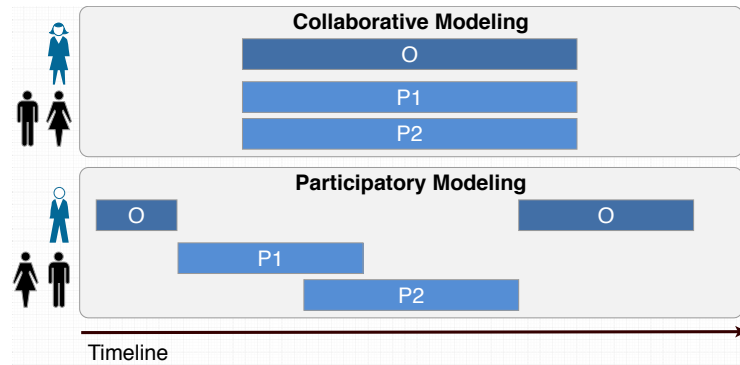 Collaborative Modeling
O
P1
P2
Participatory Modeling
O O
P1
P2
Timeline